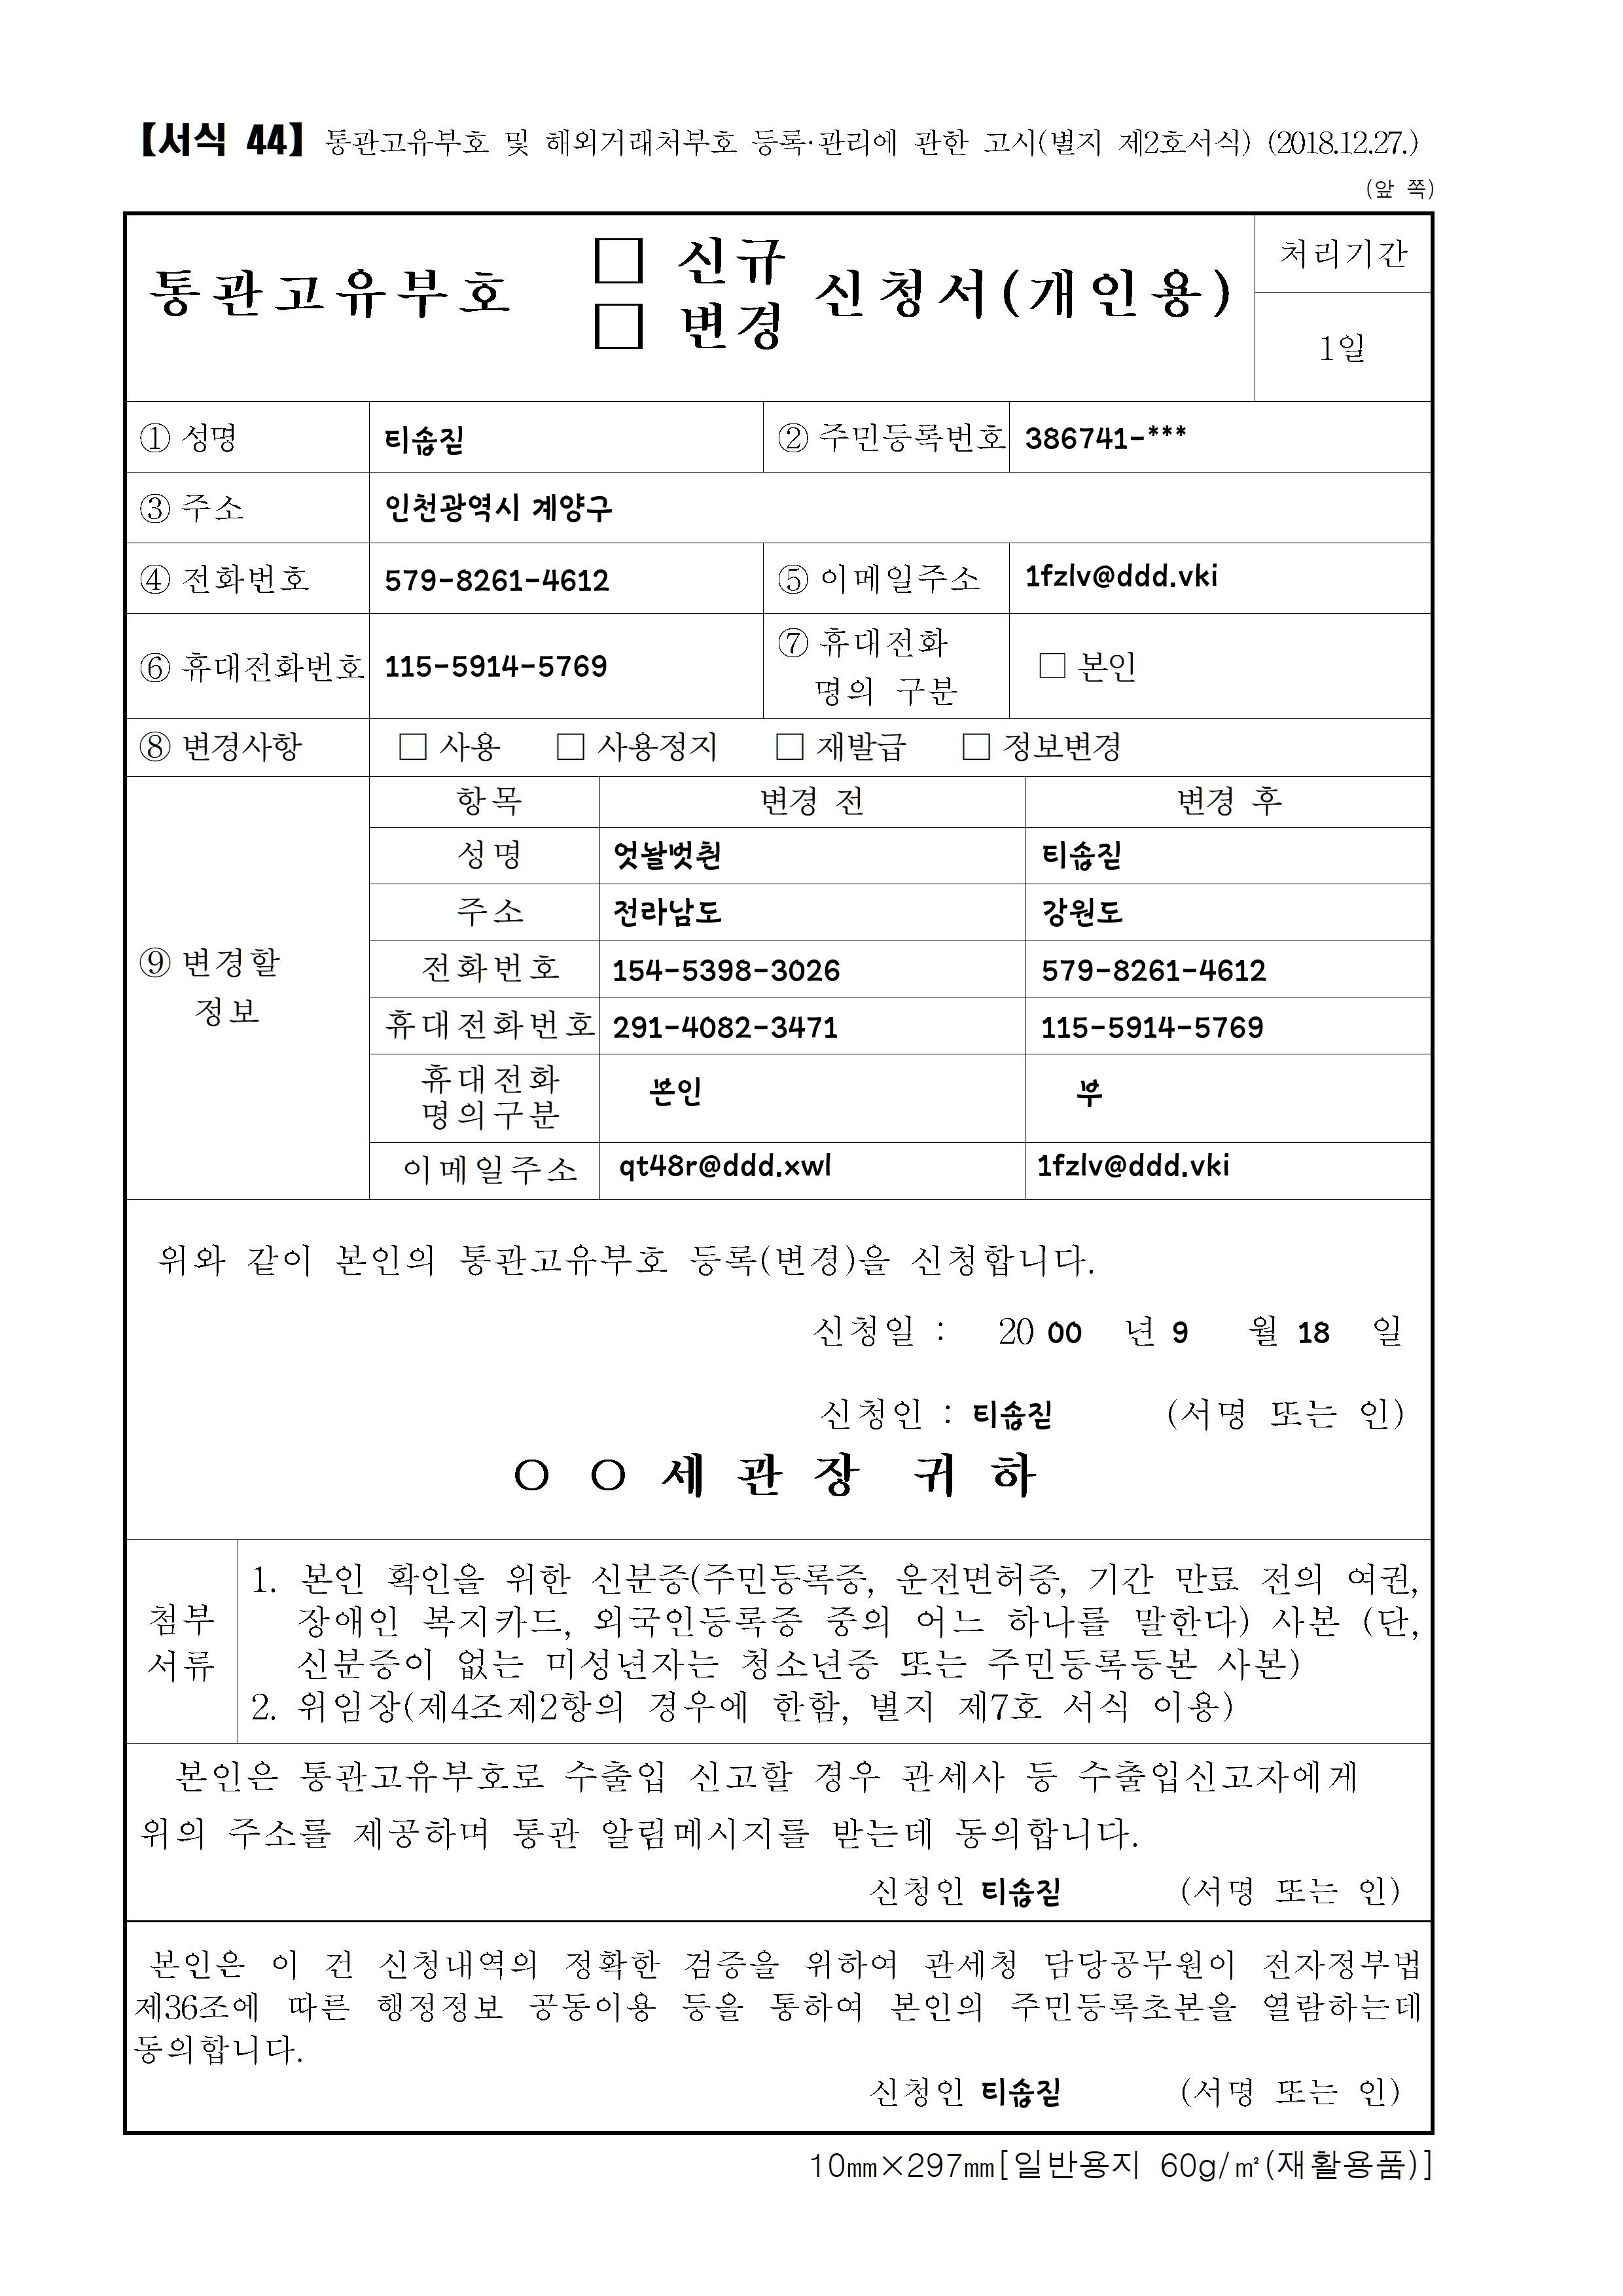 【서식 44】 통관고유부호 및 해외거래처부호 등록·관리에 관한 고시(별지 제2호서식) (2018.12.27.)
(앞 쪽)
통관고유부호 □ 신규 □ 변경 신청서(개인용)
처리기간
1일
① 성명 티솝짇 ② 주민등록번호 386741-***
③ 주소 인천광역시 계양구
④ 전화번호 579-8261-4612 ⑤ 이메일주소 1fzlv@ddd.vki
⑥ 휴대전화번호 115-5914-5769 ⑦ 휴대전화 명의 구분 □ 본인
⑧ 변경사항 □ 사용 □ 사용정지 □ 재발급 □ 정보변경
⑨ 변경할 정보
항목 변경 전 변경 후
성명 엇놜벗췬 티솝짇
주소 전라남도 강원도
전화번호 154-5398-3026 579-8261-4612
휴대전화번호 291-4082-3471 115-5914-5769
휴대전화 명의구분 본인 부
이메일주소 qt48r@ddd.xwl 1fzlv@ddd.vki
위와 같이 본인의 통관고유부호 등록(변경)을 신청합니다.
신청일 : 20 00 년 9 월 18 일
신청인 : 티솝짇 (서명 또는 인)
○ ○ 세 관 장 귀 하
첨부 서류
1. 본인 확인을 위한 신분증(주민등록증, 운전면허증, 기간 만료 전의 여권,
장애인 복지카드, 외국인등록증 중의 어느 하나를 말한다) 사본 (단,
신분증이 없는 미성년자는 청소년증 또는 주민등록등본 사본)
2. 위임장(제4조제2항의 경우에 한함, 별지 제7호 서식 이용)
본인은 통관고유부호로 수출입 신고할 경우 관세사 등 수출입신고자에게
위의 주소를 제공하며 통관 알림메시지를 받는데 동의합니다.
신청인 티솝짇 (서명 또는 인)
본인은 이 건 신청내역의 정확한 검증을 위하여 관세청 담당공무원이 전자정부법
제36조에 따른 행정정보 공동이용 등을 통하여 본인의 주민등록초본을 열람하는데
동의합니다.
신청인 티솝짇 (서명 또는 인)
10㎜×297㎜[일반용지 60g/㎡(재활용품)]